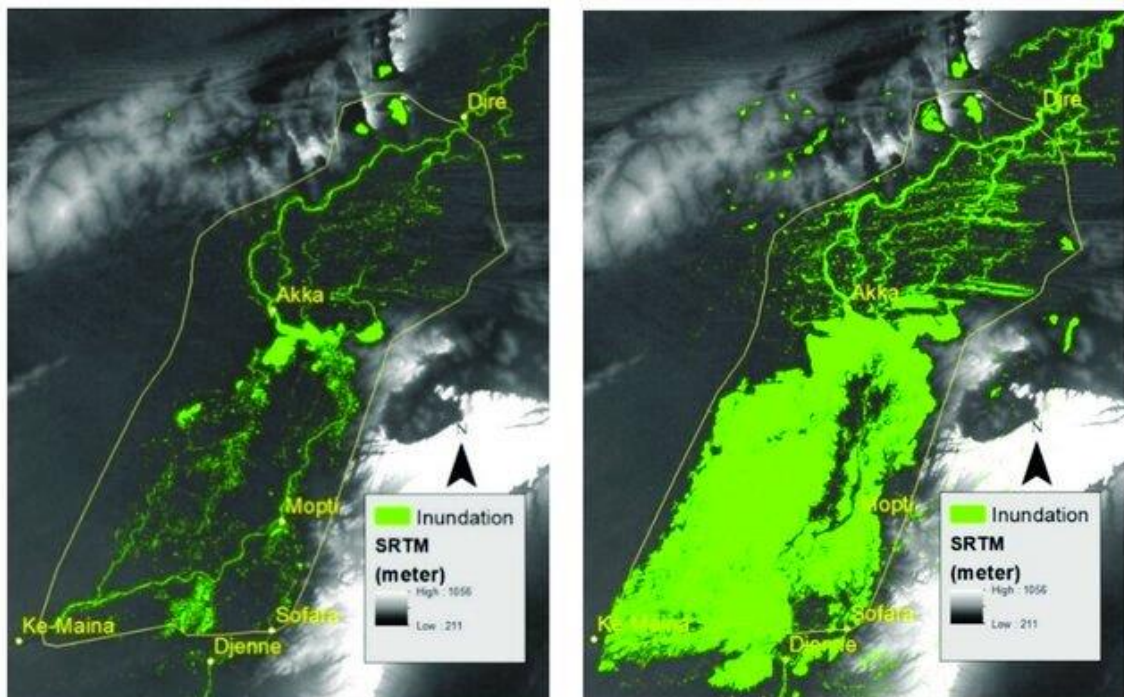 Dire
Akka
N
Mopti
Inundation
SRTM
(meter)
High : 1056
Low : 211
Ke-Maina
Sofara
Djenne
Dire
Akka
N
Mopti
Inundation
SRTM
(meter)
High : 1056
Low : 211
Ke-Maina
Sofara
Djenne